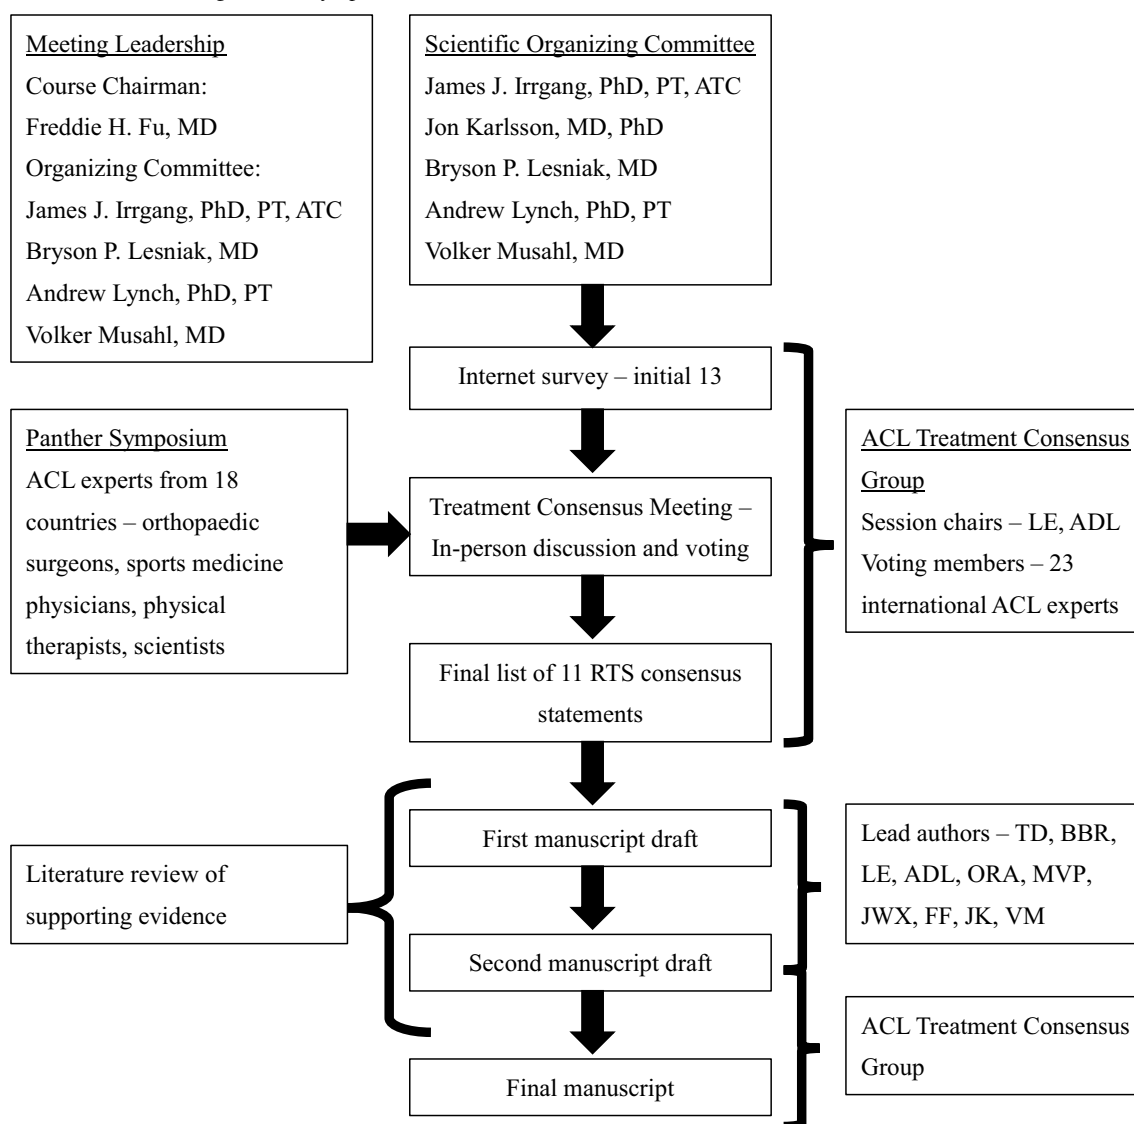 Meeting Leadership
Course Chairman:
Freddie H. Fu, MD
Organizing Committee:
James J. Irrgang, PhD, PT, ATC
Bryson P. Lesniak, MD
Andrew Lynch, PhD, PT
Volker Musahl, MD
Scientific Organizing Committee
James J. Irrgang, PhD, PT, ATC
Jon Karlsson, MD, PhD
Bryson P. Lesniak, MD
Andrew Lynch, PhD, PT
Volker Musahl, MD
Internet survey – initial 13
Panther Symposium
ACL experts from 18
countries – orthopaedic
surgeons, sports medicine
physicians, physical
therapists, scientists
Treatment Consensus Meeting –
In-person discussion and voting
ACL Treatment Consensus
Group
Session chairs – LE, ADL
Voting members – 23
international ACL experts
Final list of 11 RTS consensus
statements
First manuscript draft
Literature review of
supporting evidence
Lead authors – TD, BBR,
LE, ADL, ORA, MVP,
JWX, FF, JK, VM
Second manuscript draft
ACL Treatment Consensus
Group
Final manuscript